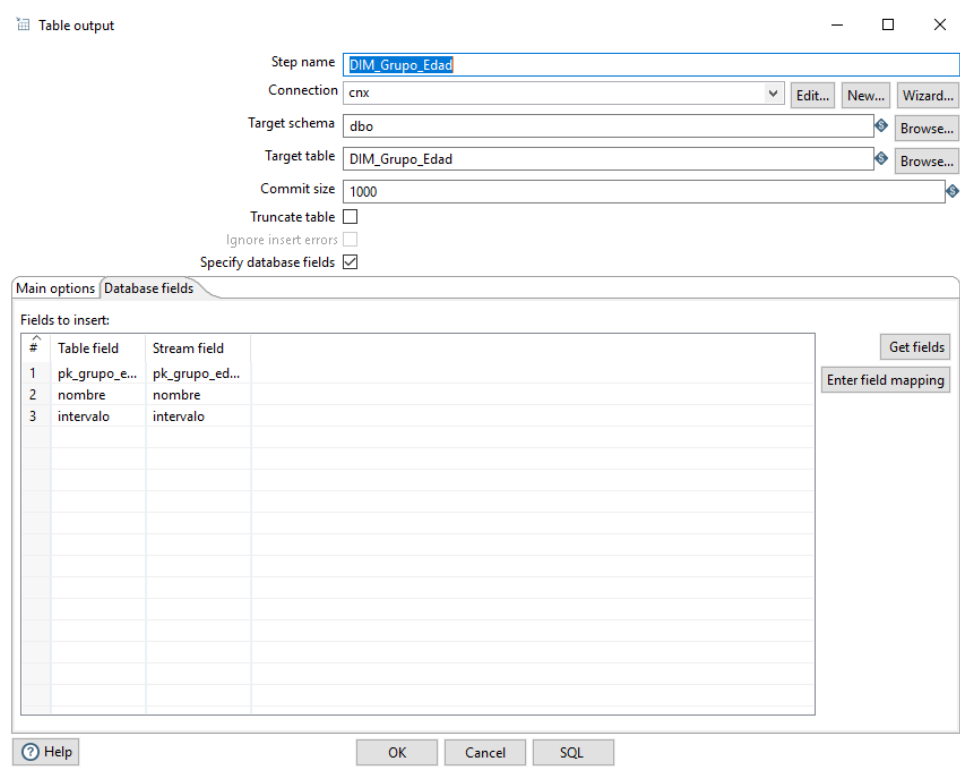 Table output
Step name DIM_Grupo_Edad
Connection cnx Edit... New... Wizard...
Target schema dbo Browse...
Target table DIM_Grupo_Edad Browse...
Commit size 1000
Truncate table
Ignore insert errors
Specify database fields
Main options Database fields
Fields to insert:
# Table field Stream field
Get fields
1 pk_grupo_e... pk_grupo_ed...
Enter field mapping
2 nombre nombre
3 intervalo intervalo
Help OK Cancel SQL